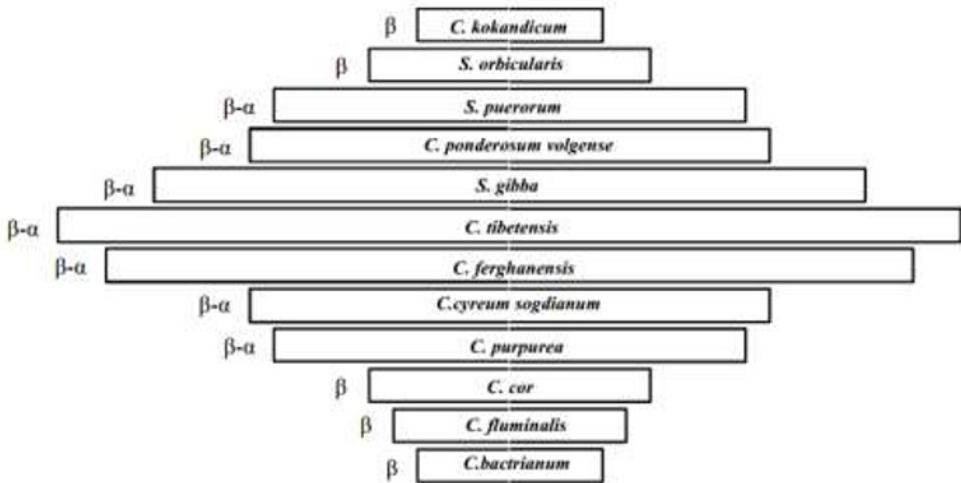 β C. kokandicum
β S. orbicularis
β-α S. puerorum
β-α C. ponderosum volgense
β-α S. gibba
β-α C. tibetensis
β-α C. ferghanensis
β-α C.cyreum sogdianum
β-α C. purpurea
β C. cor
β C. fluminalis
β C.bactrianum